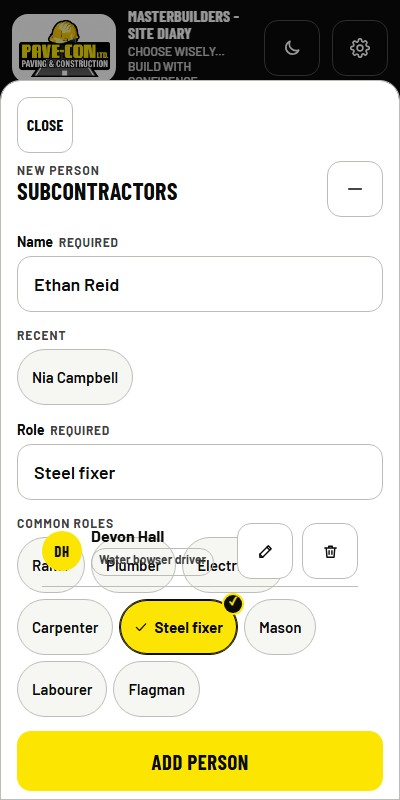 PAVE-CON LTD.
PAVING & CONSTRUCTION
MASTERBUILDERS -
SITE DIARY
CHOOSE WISELY...
BUILD WITH
CLOSE
NEW PERSON
SUBCONTRACTORS
Name REQUIRED
Ethan Reid
RECENT
Nia Campbell
Role REQUIRED
Steel fixer
COMMON ROLES
DH
Devon Hall
Water bowser driver
Plumber
Carpenter
Steel fixer
Mason
Labourer
Flagman
ADD PERSON